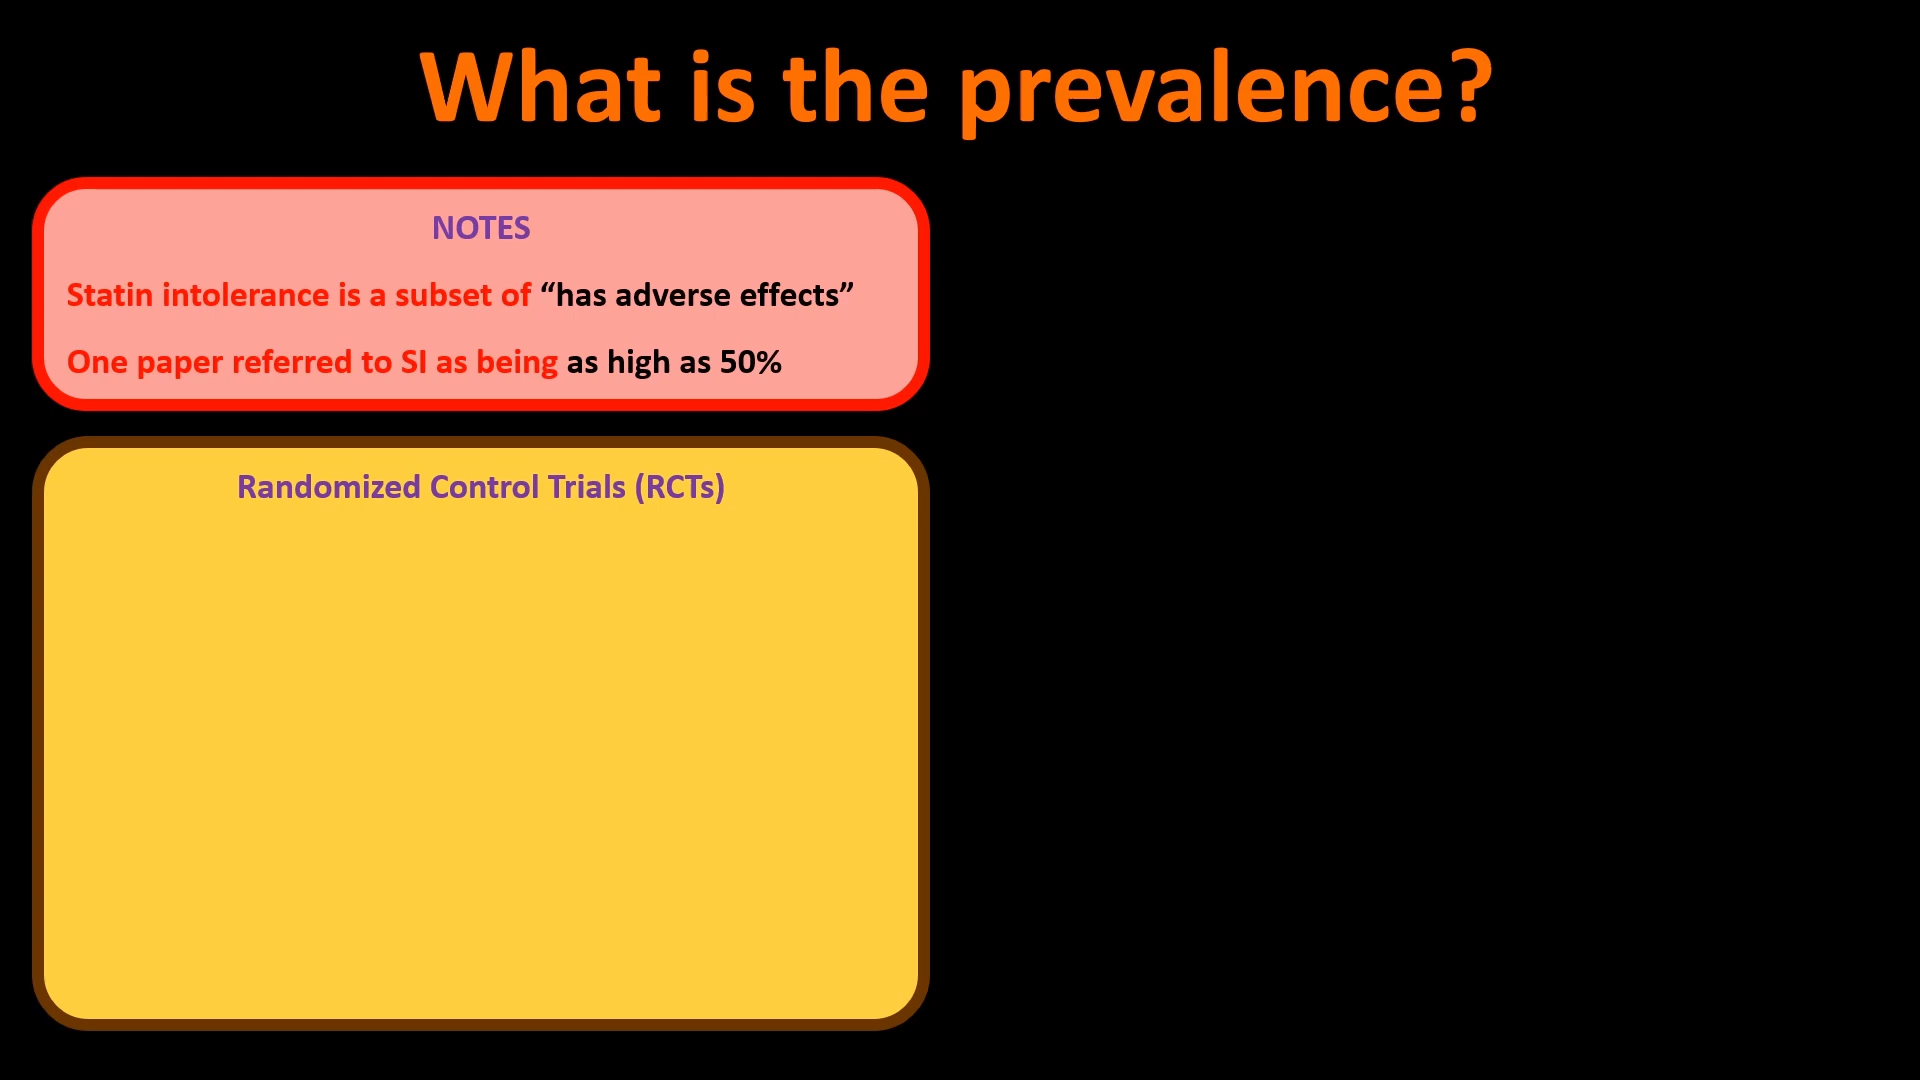 What is the prevalence?
NOTES
Statin intolerance is a subset of “has adverse effects”
One paper referred to SI as being as high as 50%
Randomized Control Trials (RCTs)